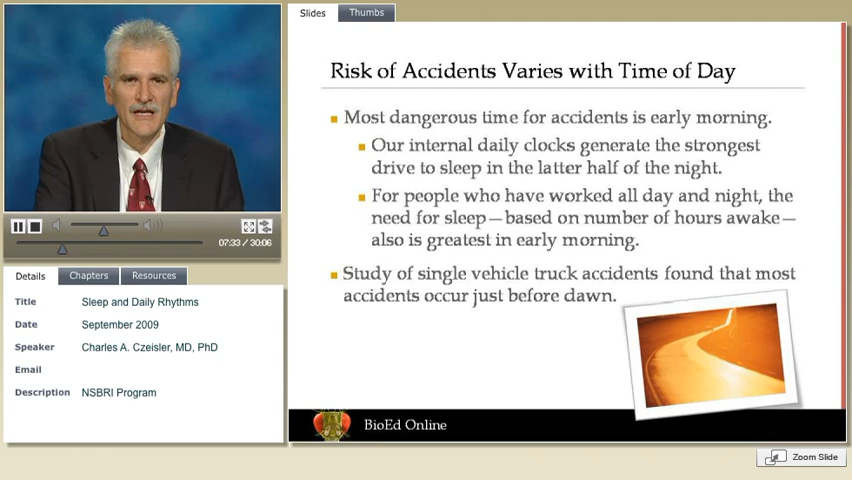 Slides
Thumbs
Risk of Accidents Varies with Time of Day
Most dangerous time for accidents is early morning.
Our internal daily clocks generate the strongest
drive to sleep in the latter half of the night.
For people who have worked all day and night, the
need for sleep—based on number of hours awake—
also is greatest in early morning.
Study of single vehicle truck accidents found that most
accidents occur just before dawn.
BioEd Online
Zoom Slide
07:33 / 30:06
Details
Chapters
Resources
Title Sleep and Daily Rhythms
Date September 2009
Speaker Charles A. Czeisler, MD, PhD
Email
Description NSBRI Program